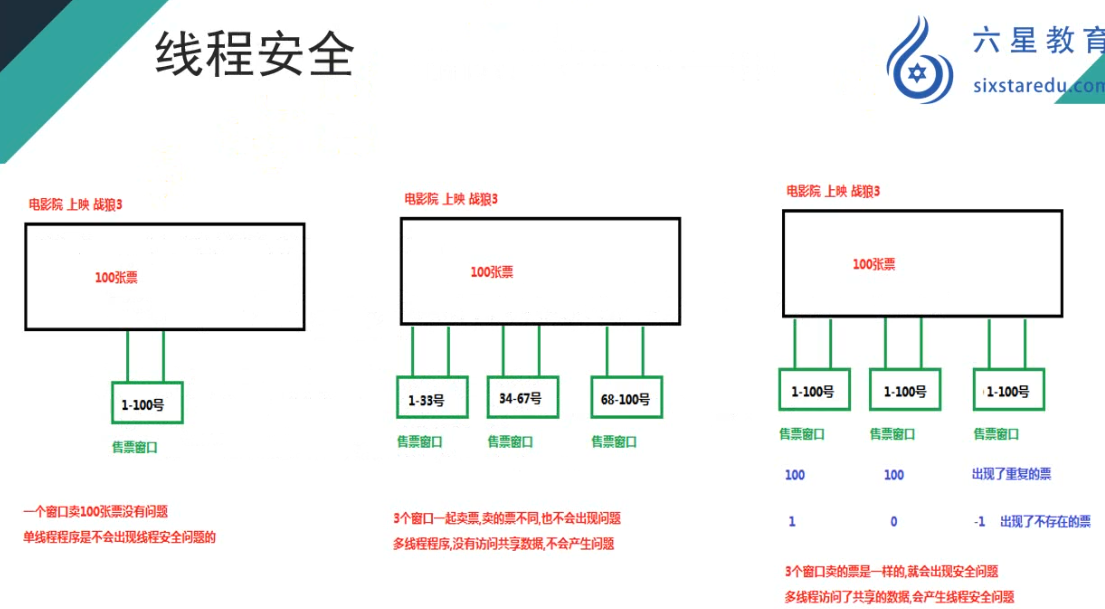 线程安全
六星教育
sixstaredu.com
电影院 上映 战狼3
100张票
1-100号
售票窗口
一个窗口卖100张票没有问题
单线程程序是不会出现线程安全问题的
电影院 上映 战狼3
100张票
1-33号 34-67号 68-100号
售票窗口 售票窗口 售票窗口
3个窗口一起卖票,卖的票不同,也不会出现问题
多线程程序,没有访问共享数据,不会产生问题
电影院 上映 战狼3
100张票
1-100号 1-100号 1-100号
售票窗口 售票窗口 售票窗口
100 100 出现了重复的票
1 0 -1 出现了不存在的票
3个窗口卖的票是一样的,就会出现安全问题
多线程访问了共享的数据,会产生线程安全问题